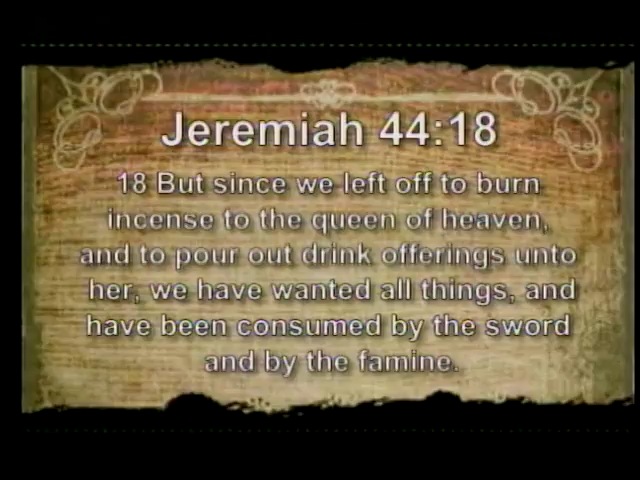 Jeremiah 44:18
18 But since we left off to burn
incense to the queen of heaven,
and to pour out drink offerings unto
her, we have wanted all things, and
have been consumed by the sword
and by the famine.